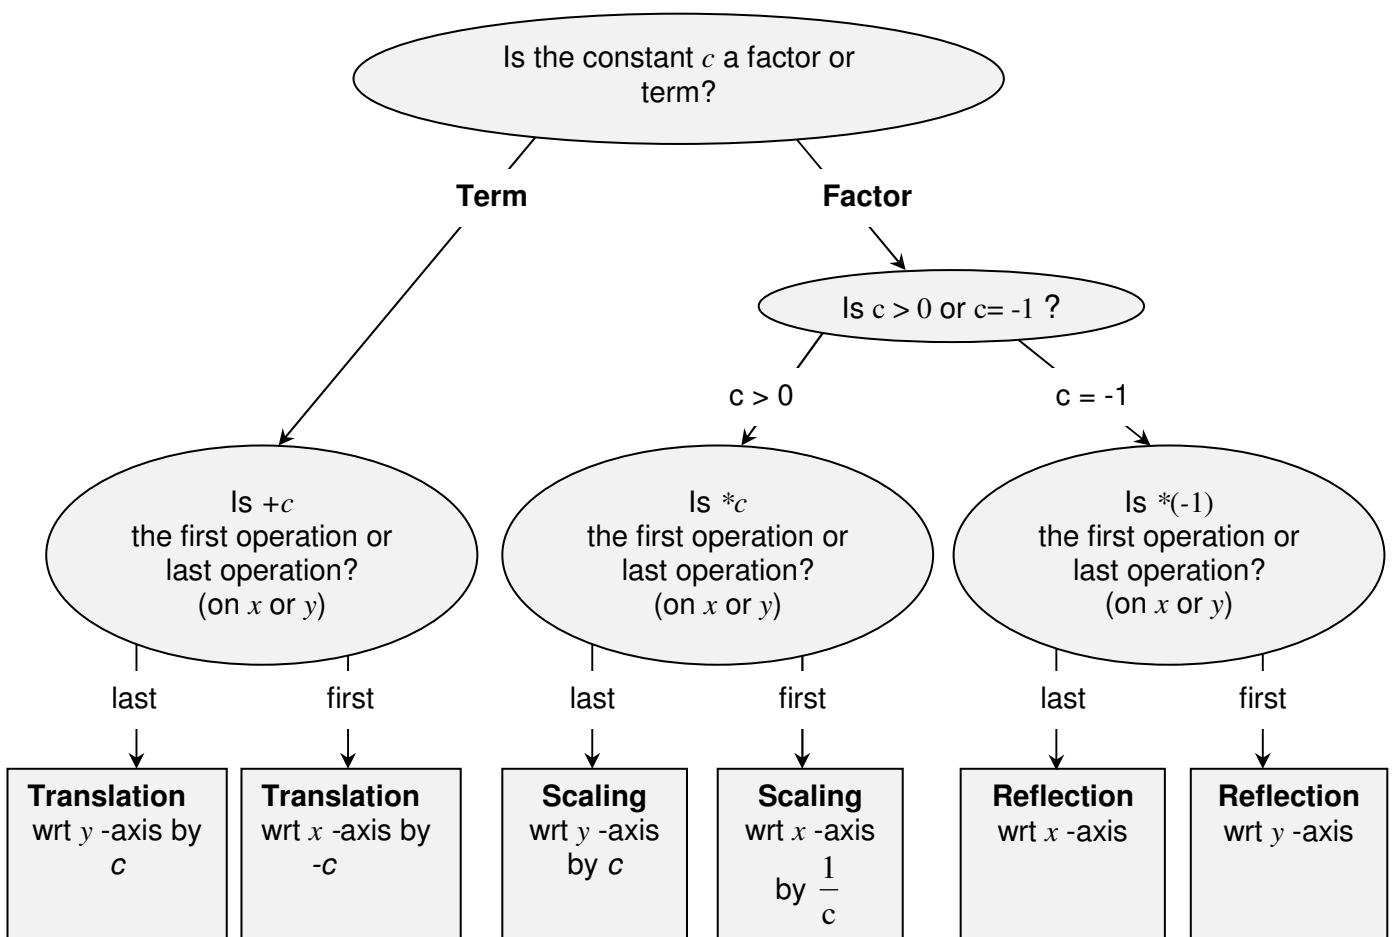 Is the constant c a factor or
term?
Term
Factor
Is c > 0 or c= -1 ?
c > 0
c = -1
Is +c
the first operation or
last operation?
(on x or y)
Is *c
the first operation or
last operation?
(on x or y)
Is *(-1)
the first operation or
last operation?
(on x or y)
last
first
last
first
last
first
Translation
wrt y -axis by
c
Translation
wrt x -axis by
-c
Scaling
wrt y -axis
by c
Scaling
wrt x -axis
by 1/c
Reflection
wrt x -axis
Reflection
wrt y -axis